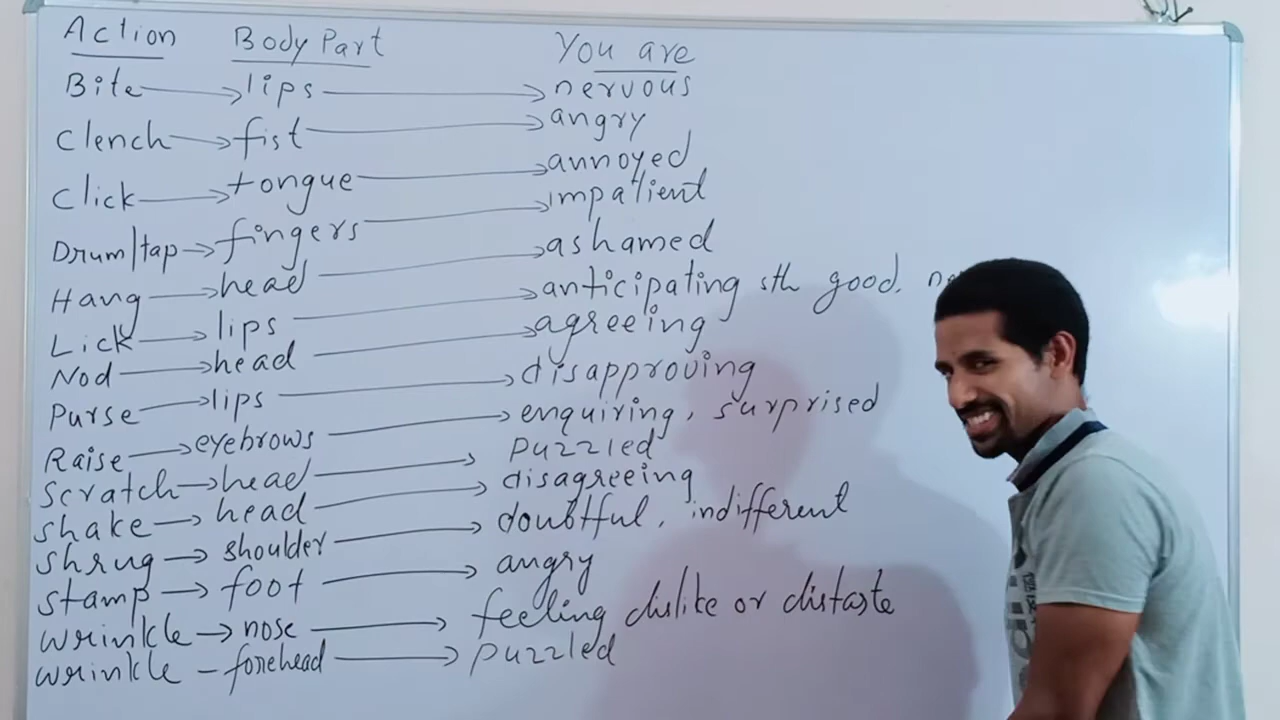 Action Body Part You are
Bite → lips → nervous
Clench → fist → angry
Click → tongue → annoyed
Drum/tap → fingers → impatient
Hang → head → ashamed
Lick → lips → anticipating sth good,
Nod → head → agreeing
Purse → lips → disapproving
Raise → eyebrows → enquiring, surprised
Scratch → head → puzzled
Shake → head → disagreeing
Shrug → shoulder → doubtful, indifferent
Stamp → foot → angry
Wrinkle → nose → feeling dislike or distaste
Wrinkle – forehead → puzzled